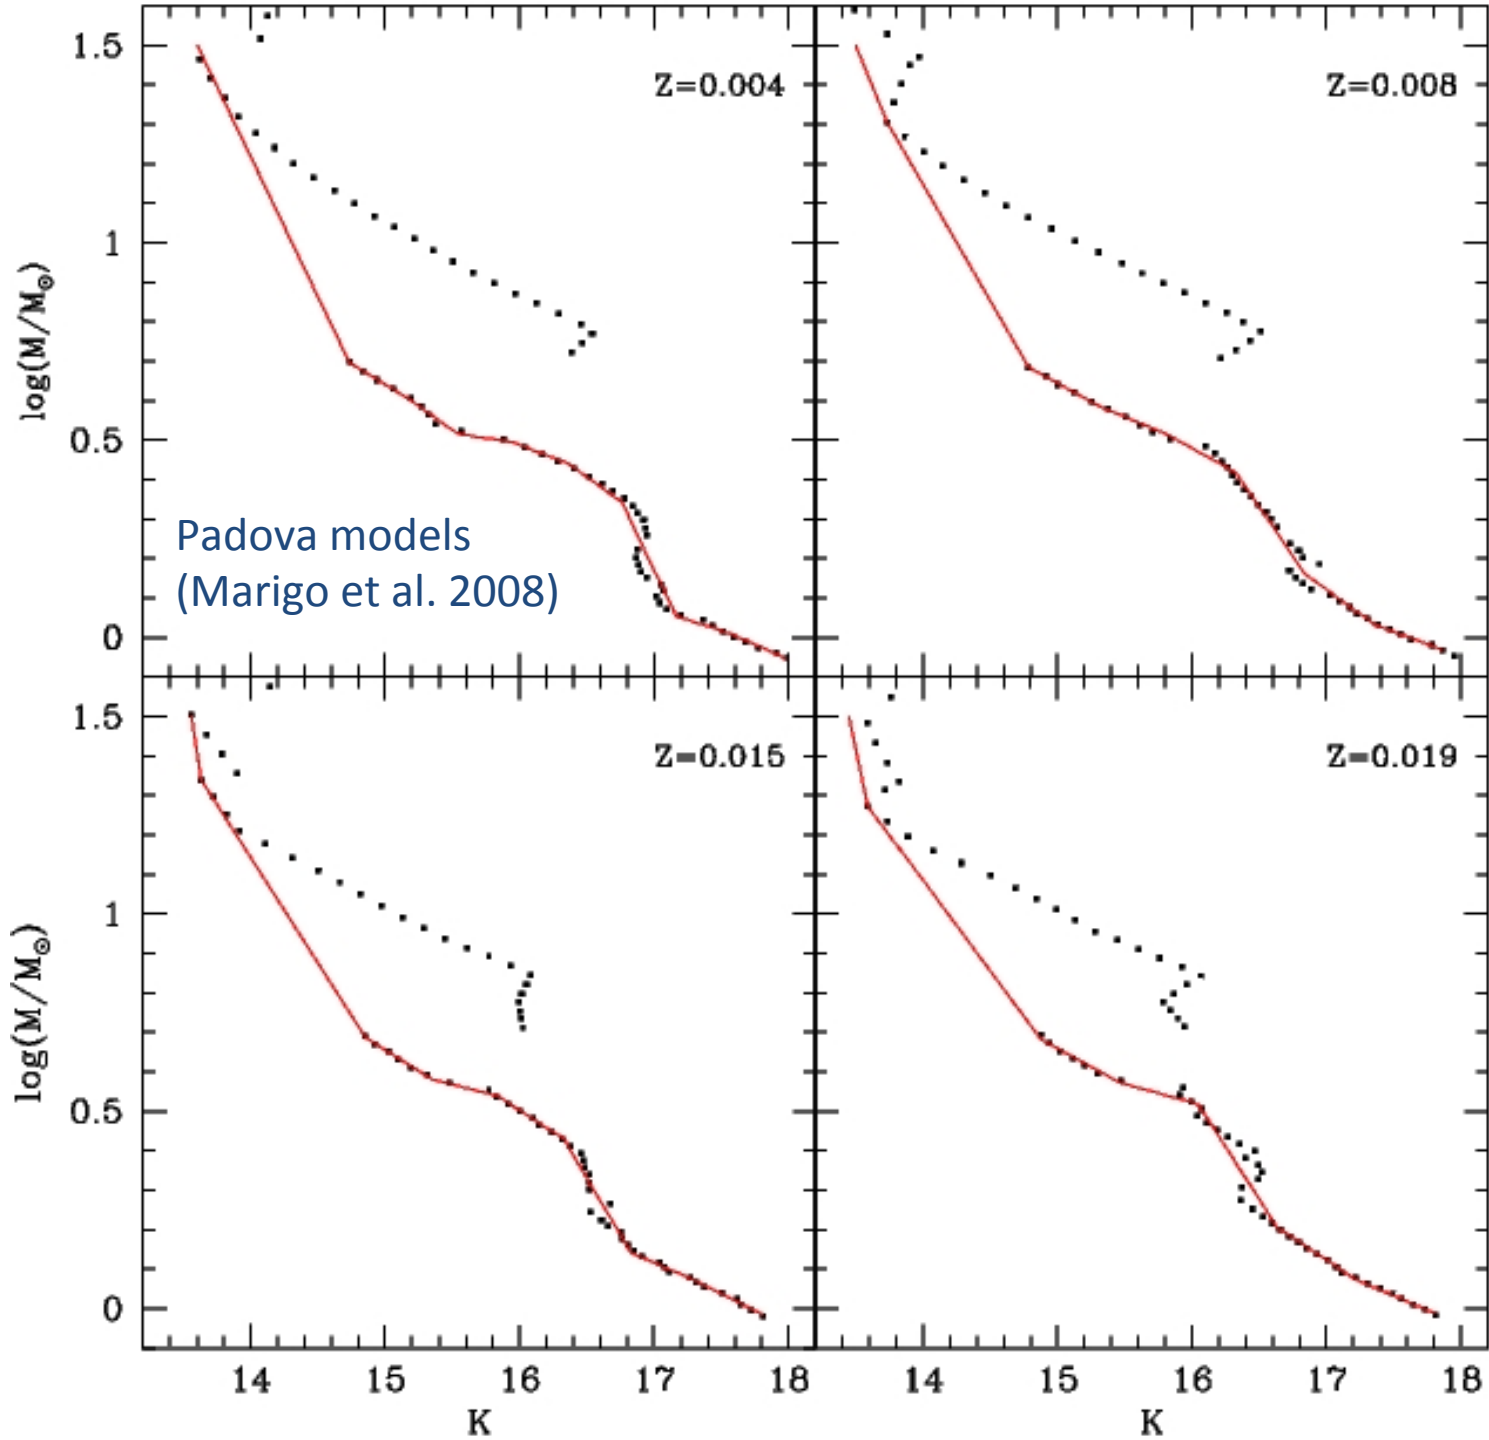 1.5
Z=0.004
Z=0.008
1
log(M/M⊙)
0.5
Padova models
(Marigo et al. 2008)
0
1.5
Z=0.015
Z=0.019
1
log(M/M⊙)
0.5
0
14 15 16 17 18 14 15 16 17 18
K K